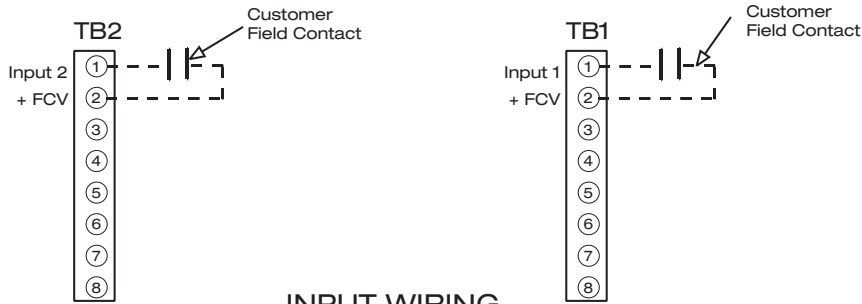 TB2
Customer
Field Contact
Input 2
+ FCV
1
2
3
4
5
6
7
8
TB1
Customer
Field Contact
Input 1
+ FCV
1
2
3
4
5
6
7
8
INPUT WIRING